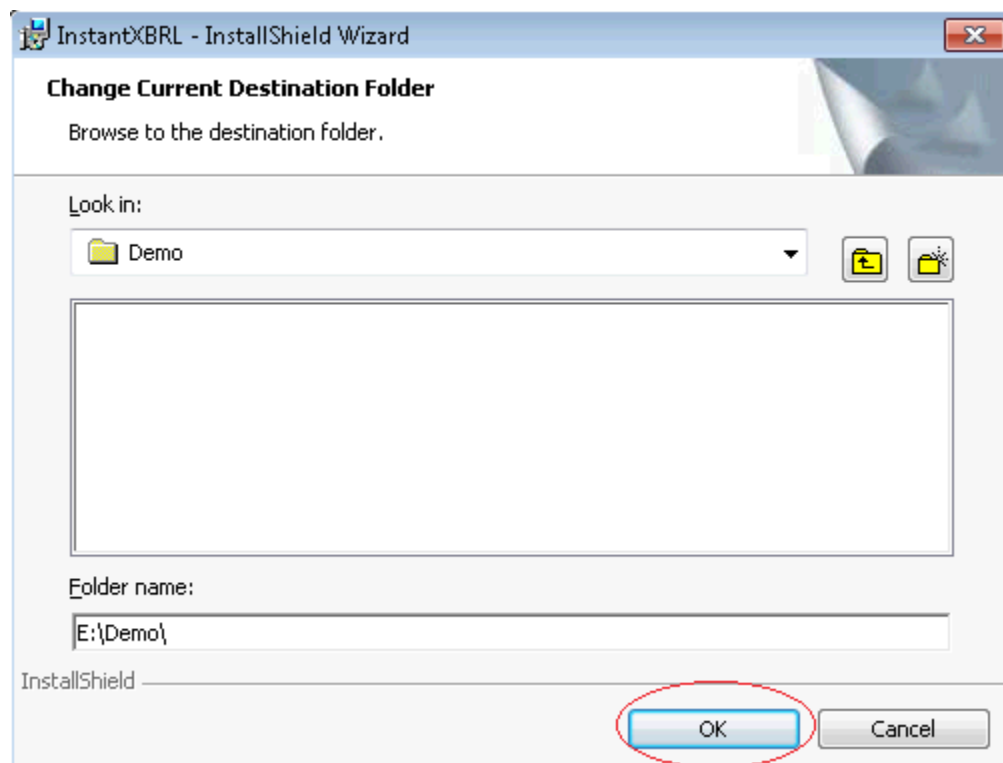 InstantXBRL - InstallShield Wizard
Change Current Destination Folder
Browse to the destination folder.
Look in:
Demo
Folder name:
E:\Demo\
InstallShield
OK
Cancel